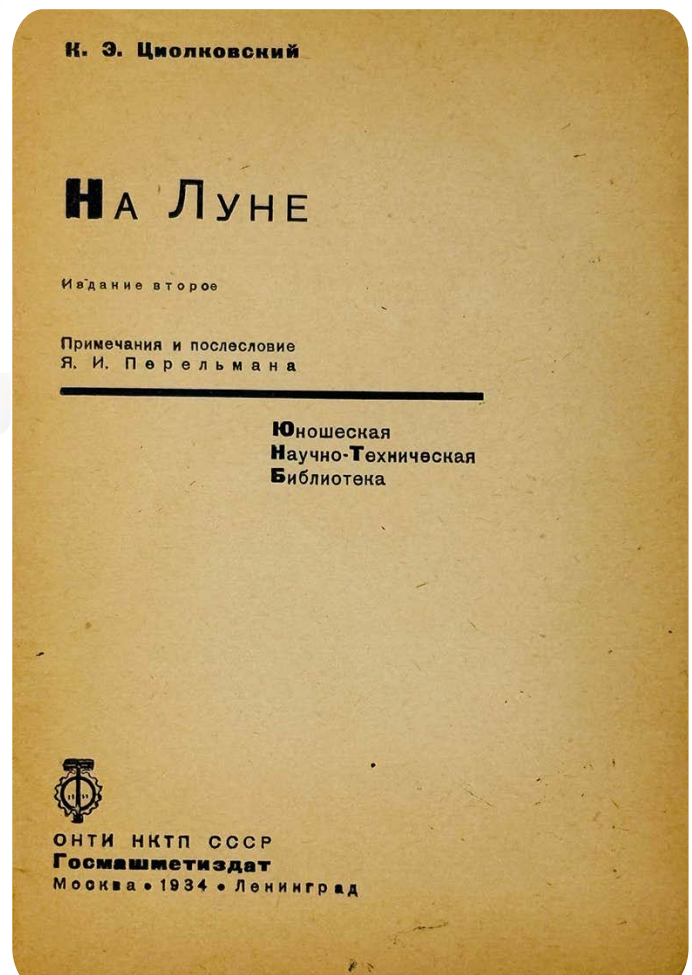 К. Э. Циолковский
На Луне
Издание второе
Примечания и послесловие
Я. И. Перельмана
Юношеская
Научно-Техническая
Библиотека
ОНТИ НКТП СССР
Госмашметиздат
Москва • 1934 • Ленинград